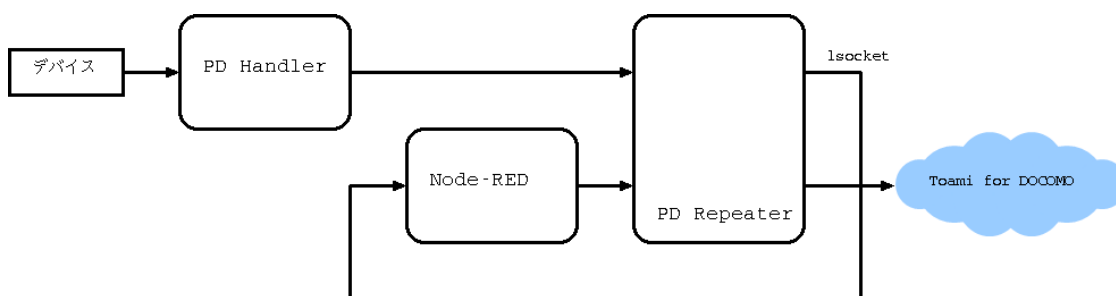 デバイス
PD Handler
lsocket
Node-RED
Toami for DOCOMO
PD Repeater